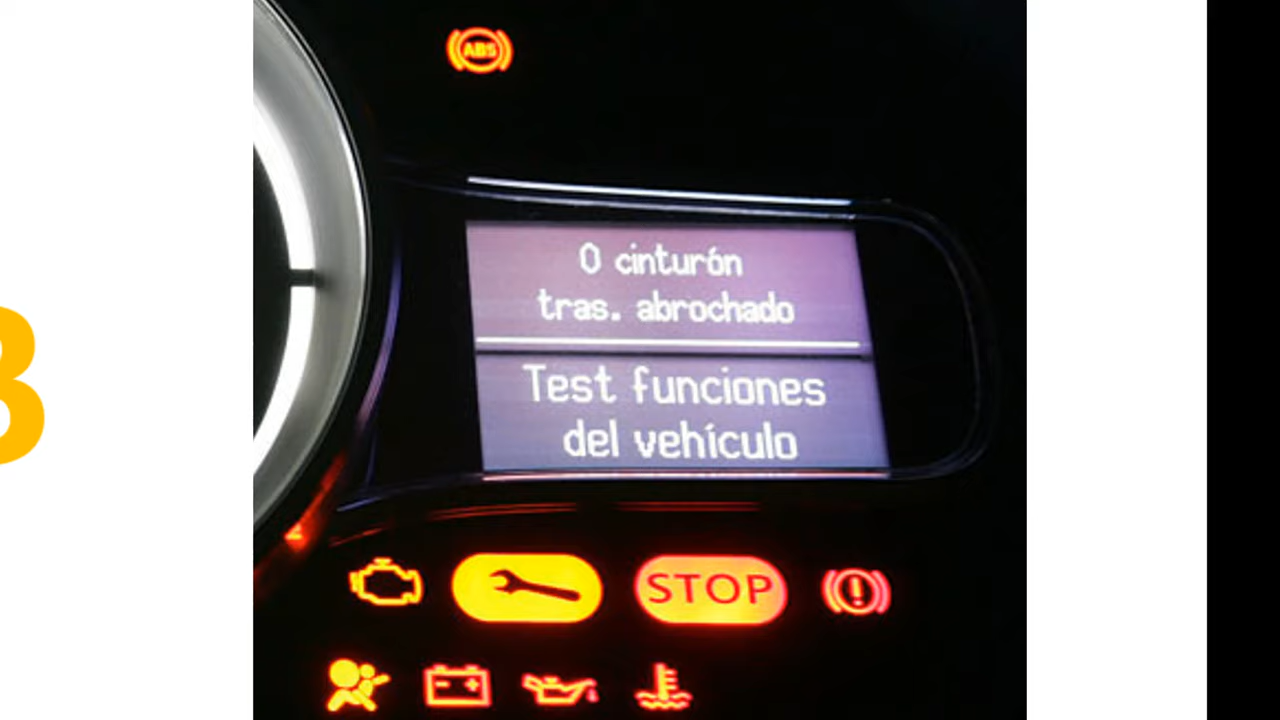 ABS
0 cinturón
tras. abrochado
Test funciones
del vehículo
STOP